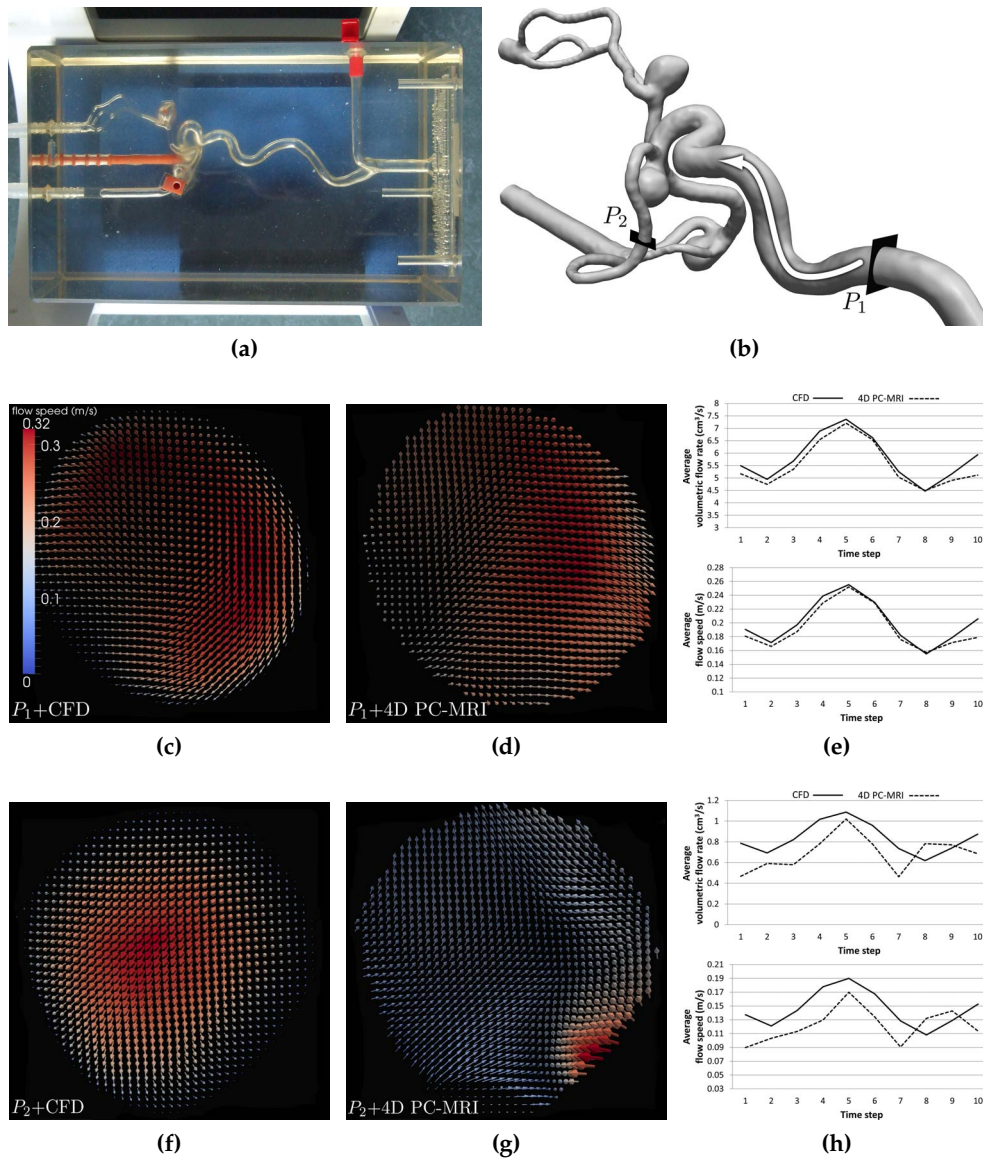 P2
P1
(a)
(b)
flow speed (m/s)
0.32
0.3
0.2
0.1
0
P1+CFD
P1+4D PC-MRI
(c)
(d)
CFD
4D PC-MRI
Average
volumetric flow rate (cm³/s)
8
7.5
7
6.5
6
5.5
5
4.5
4
3.5
3
1 2 3 4 5 6 7 8 9 10
Time step
Average
flow speed (m/s)
0.28
0.26
0.24
0.22
0.2
0.18
0.16
0.14
0.12
0.1
1 2 3 4 5 6 7 8 9 10
Time step
(e)
P2+CFD
P2+4D PC-MRI
(f)
(g)
CFD
4D PC-MRI
Average
volumetric flow rate (cm³/s)
1.2
1
0.8
0.6
0.4
0.2
0
1 2 3 4 5 6 7 8 9 10
Time step
Average
flow speed (m/s)
0.21
0.19
0.17
0.15
0.13
0.11
0.09
0.07
0.05
0.03
1 2 3 4 5 6 7 8 9 10
Time step
(h)